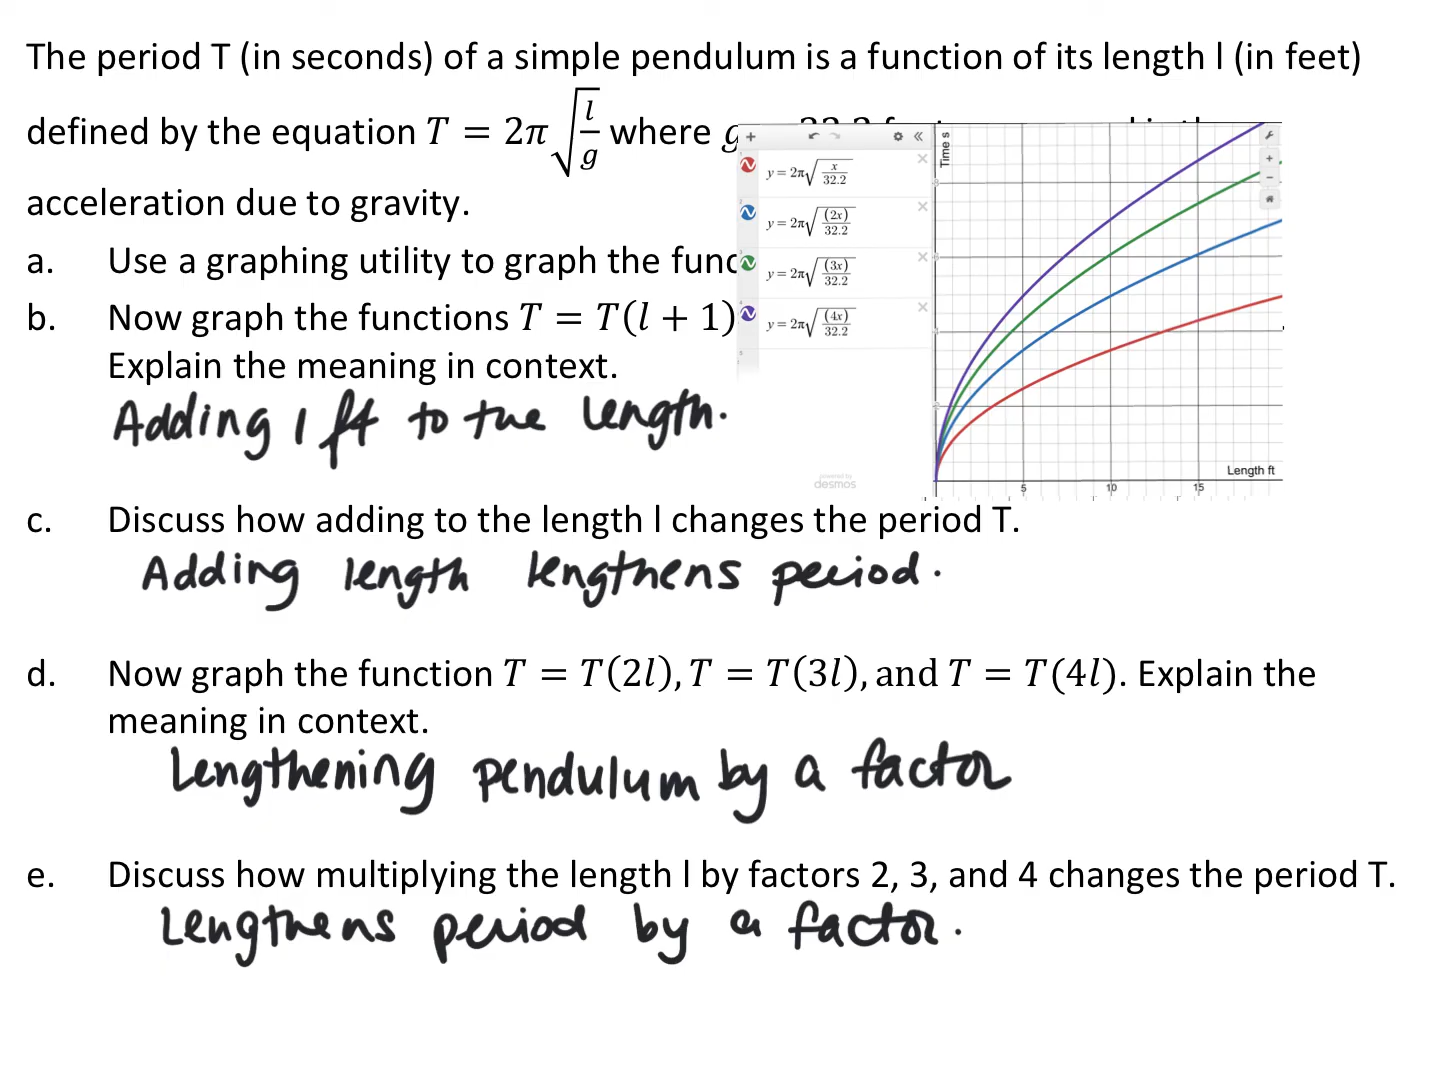 The period T (in seconds) of a simple pendulum is a function of its length l (in feet)
defined by the equation T = 2π√(l/g) where g
acceleration due to gravity.
a. Use a graphing utility to graph the func
b. Now graph the functions T = T(l + 1)
Explain the meaning in context.
Adding 1 ft to the length.
y = 2π√(x/32.2)
y = 2π√((2x)/32.2)
y = 2π√((3x)/32.2)
y = 2π√((4x)/32.2)
powered by
desmos
Time s
Length ft
5 10 15
c. Discuss how adding to the length l changes the period T.
Adding length lengthens period.
d. Now graph the function T = T(2l), T = T(3l), and T = T(4l). Explain the
meaning in context.
Lengthening pendulum by a factor
e. Discuss how multiplying the length l by factors 2, 3, and 4 changes the period T.
Lengthens period by a factor.